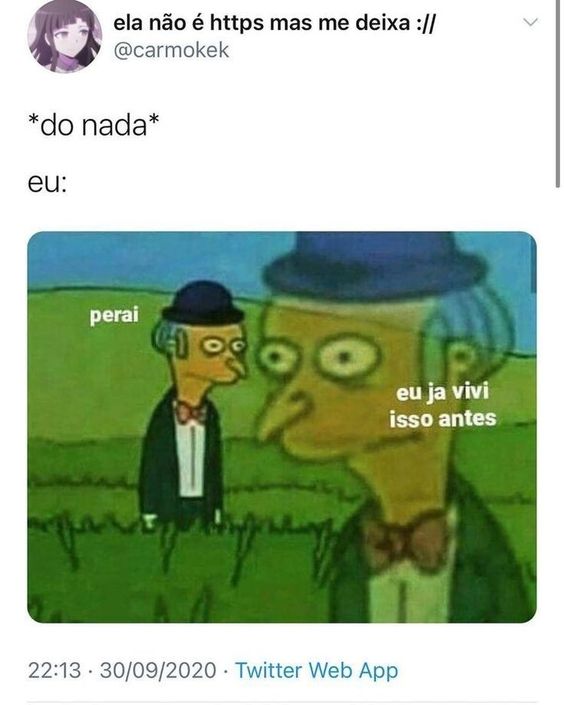 ela não é https mas me deixa ://
@carmokek
*do nada*
eu:
perai
eu ja vivi
isso antes
22:13 · 30/09/2020 · Twitter Web App